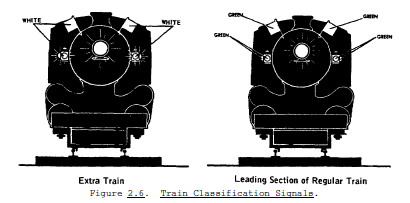 WHITE WHITE
GREEN GREEN
GREEN GREEN
Extra Train
Leading Section of Regular Train
Figure 2.6. Train Classification Signals.